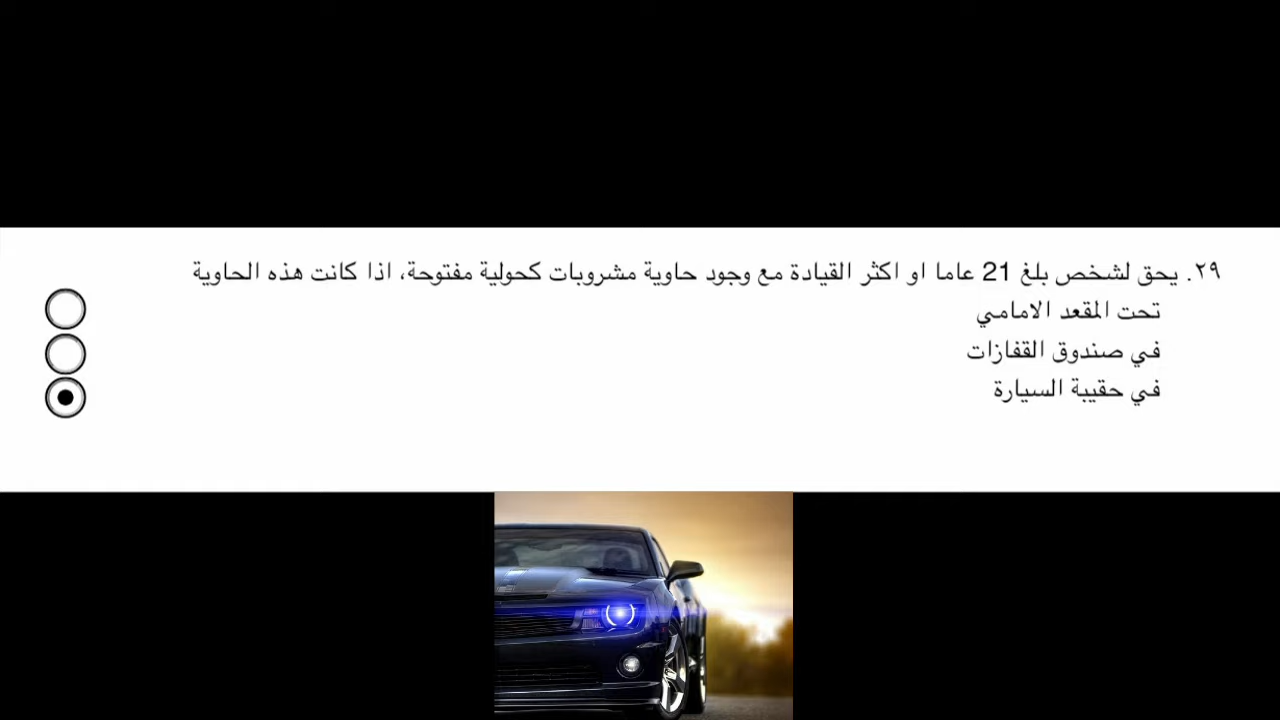 ٢٩. يحق لشخص بلغ 21 عاما او اكثر القيادة مع وجود حاوية مشروبات كحولية مفتوحة، اذا كانت هذه الحاوية
تحت المقعد الامامي
في صندوق القفازات
في حقيبة السيارة